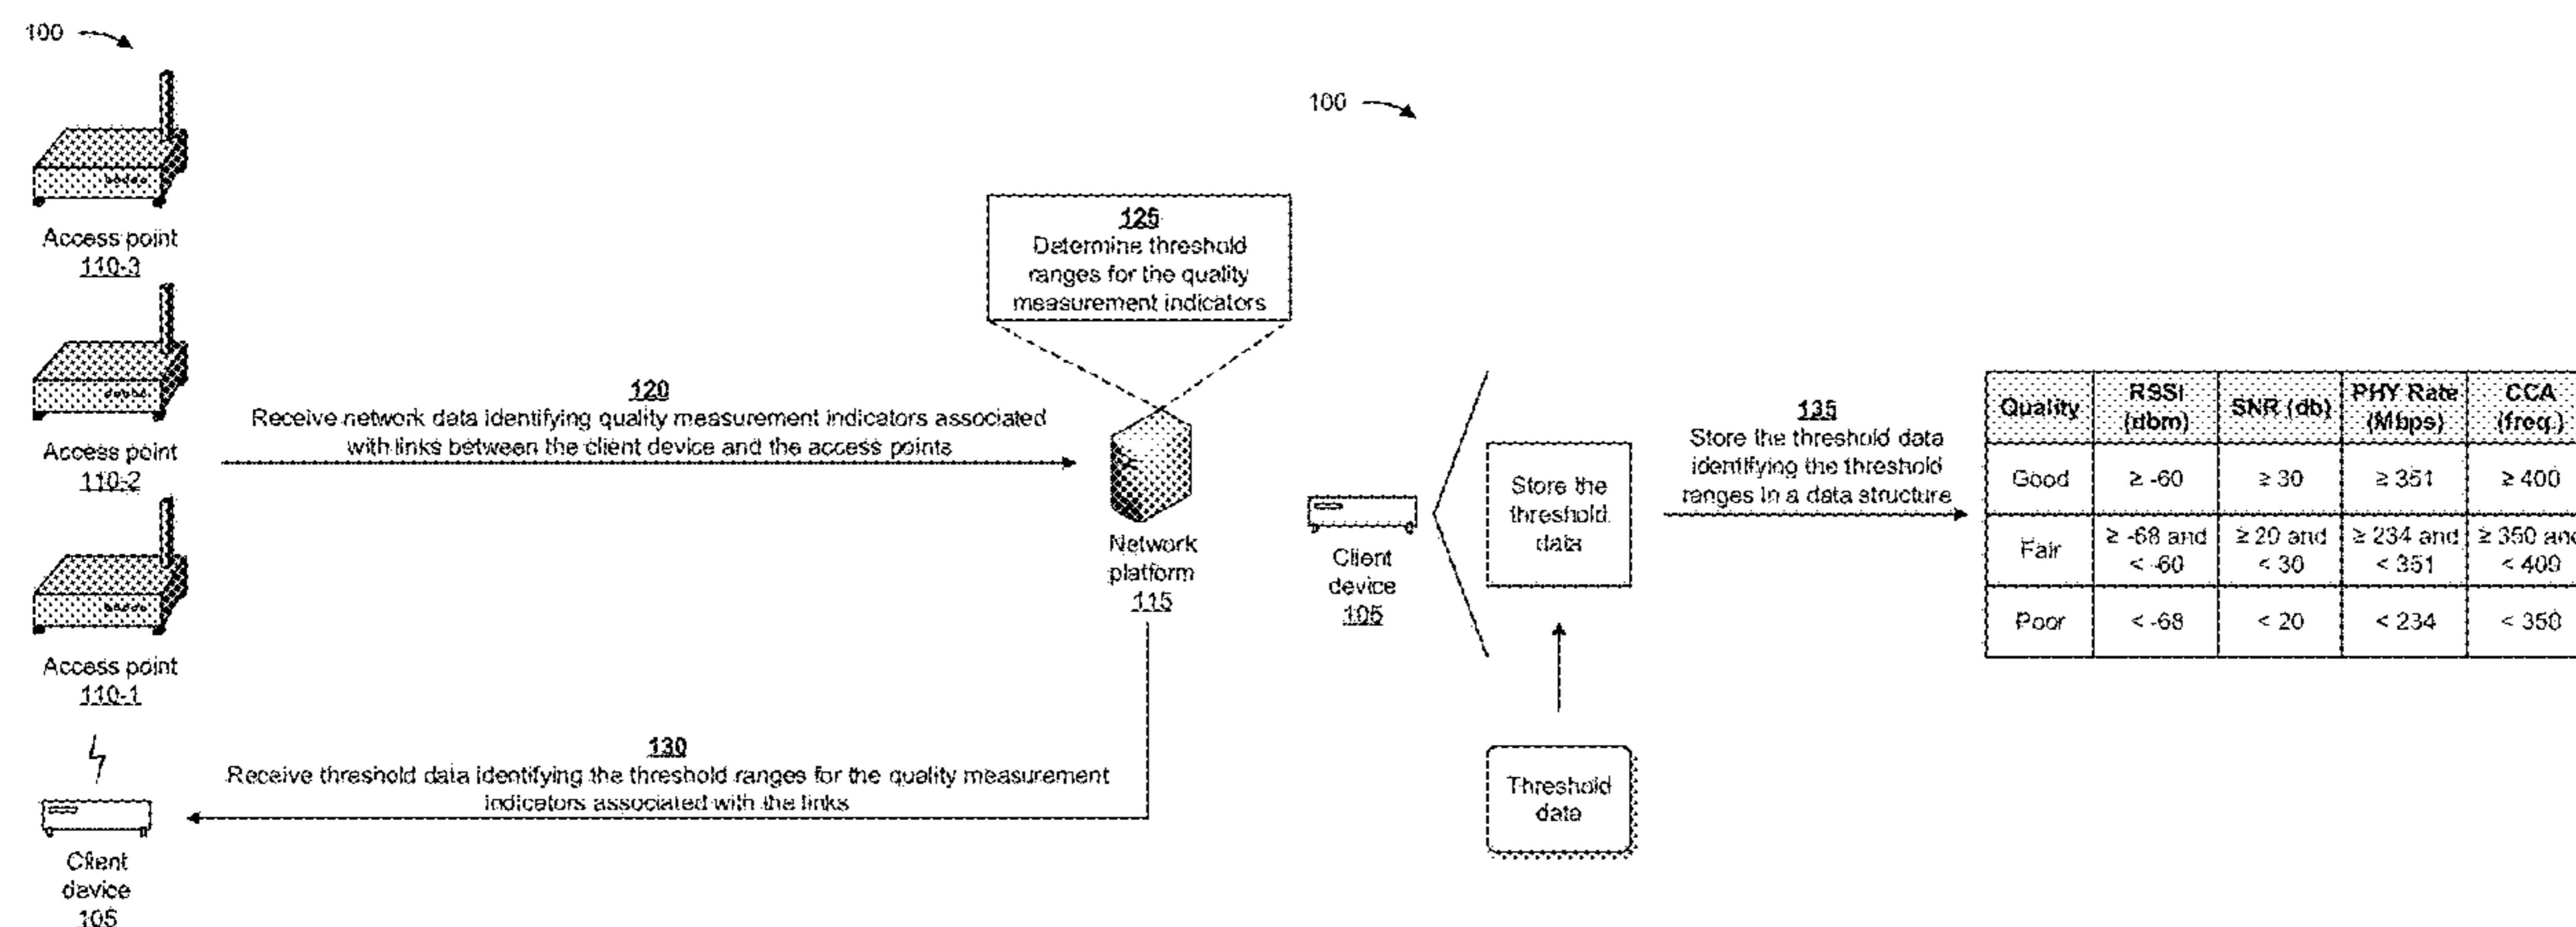 100
Access point
110-3
Access point
110-2
Access point
110-1
Client
device
105
120
Receive network data identifying quality measurement indicators associated
with links between the client device and the access points
125
Determine threshold
ranges for the quality
measurement indicators
Network
platform
115
130
Receive threshold data identifying the threshold ranges for the quality measurement
indicators associated with the links
100
Client
device
105
Store the
threshold
data
Threshold
data
135
Store the threshold data
identifying the threshold
ranges in a data structure
Quality RSSI (dbm) SNR (db) PHY Rate (Mbps) CCA (freq.)
Good ≥ -60 ≥ 30 ≥ 351 ≥ 400
Fair ≥ -68 and < -60 ≥ 20 and < 30 ≥ 234 and < 351 ≥ 350 and < 400
Poor < -68 < 20 < 234 < 350